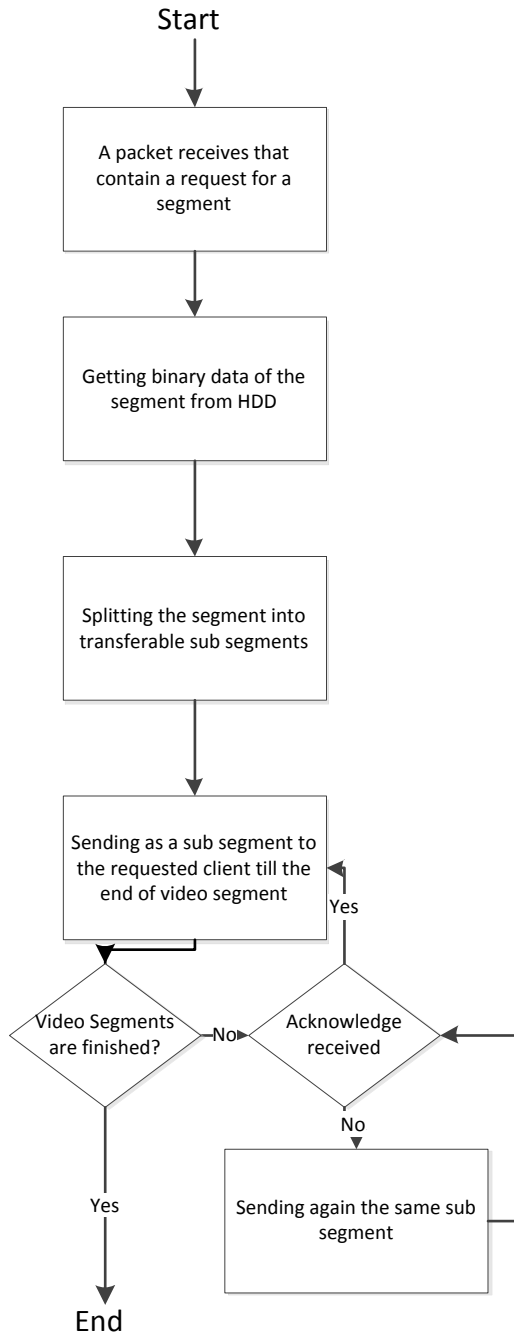 Start
A packet receives that
contain a request for a
segment
Getting binary data of the
segment from HDD
Splitting the segment into
transferable sub segments
Sending as a sub segment to
the requested client till the
end of video segment
Yes
Video Segments
are finished?
No
Acknowledge
received
No
Sending again the same sub
segment
Yes
End